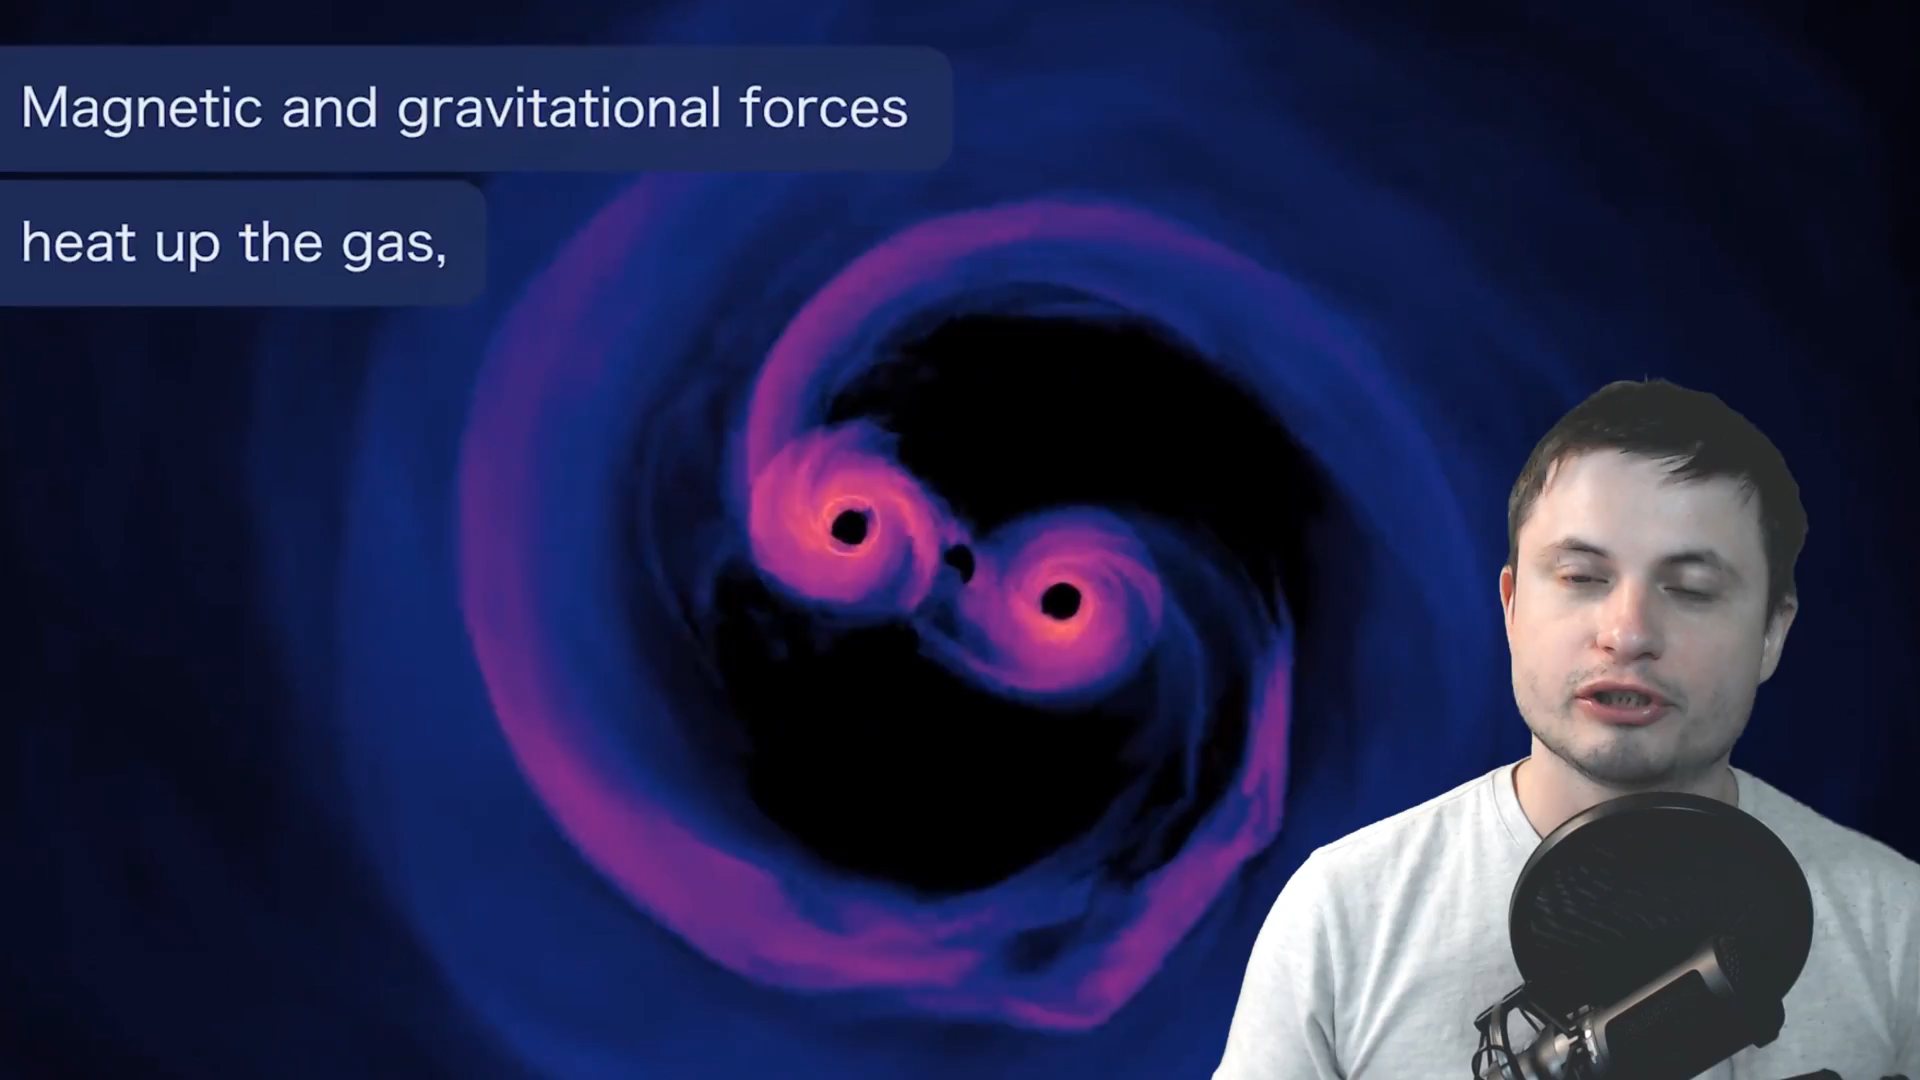 Magnetic and gravitational forces
heat up the gas,